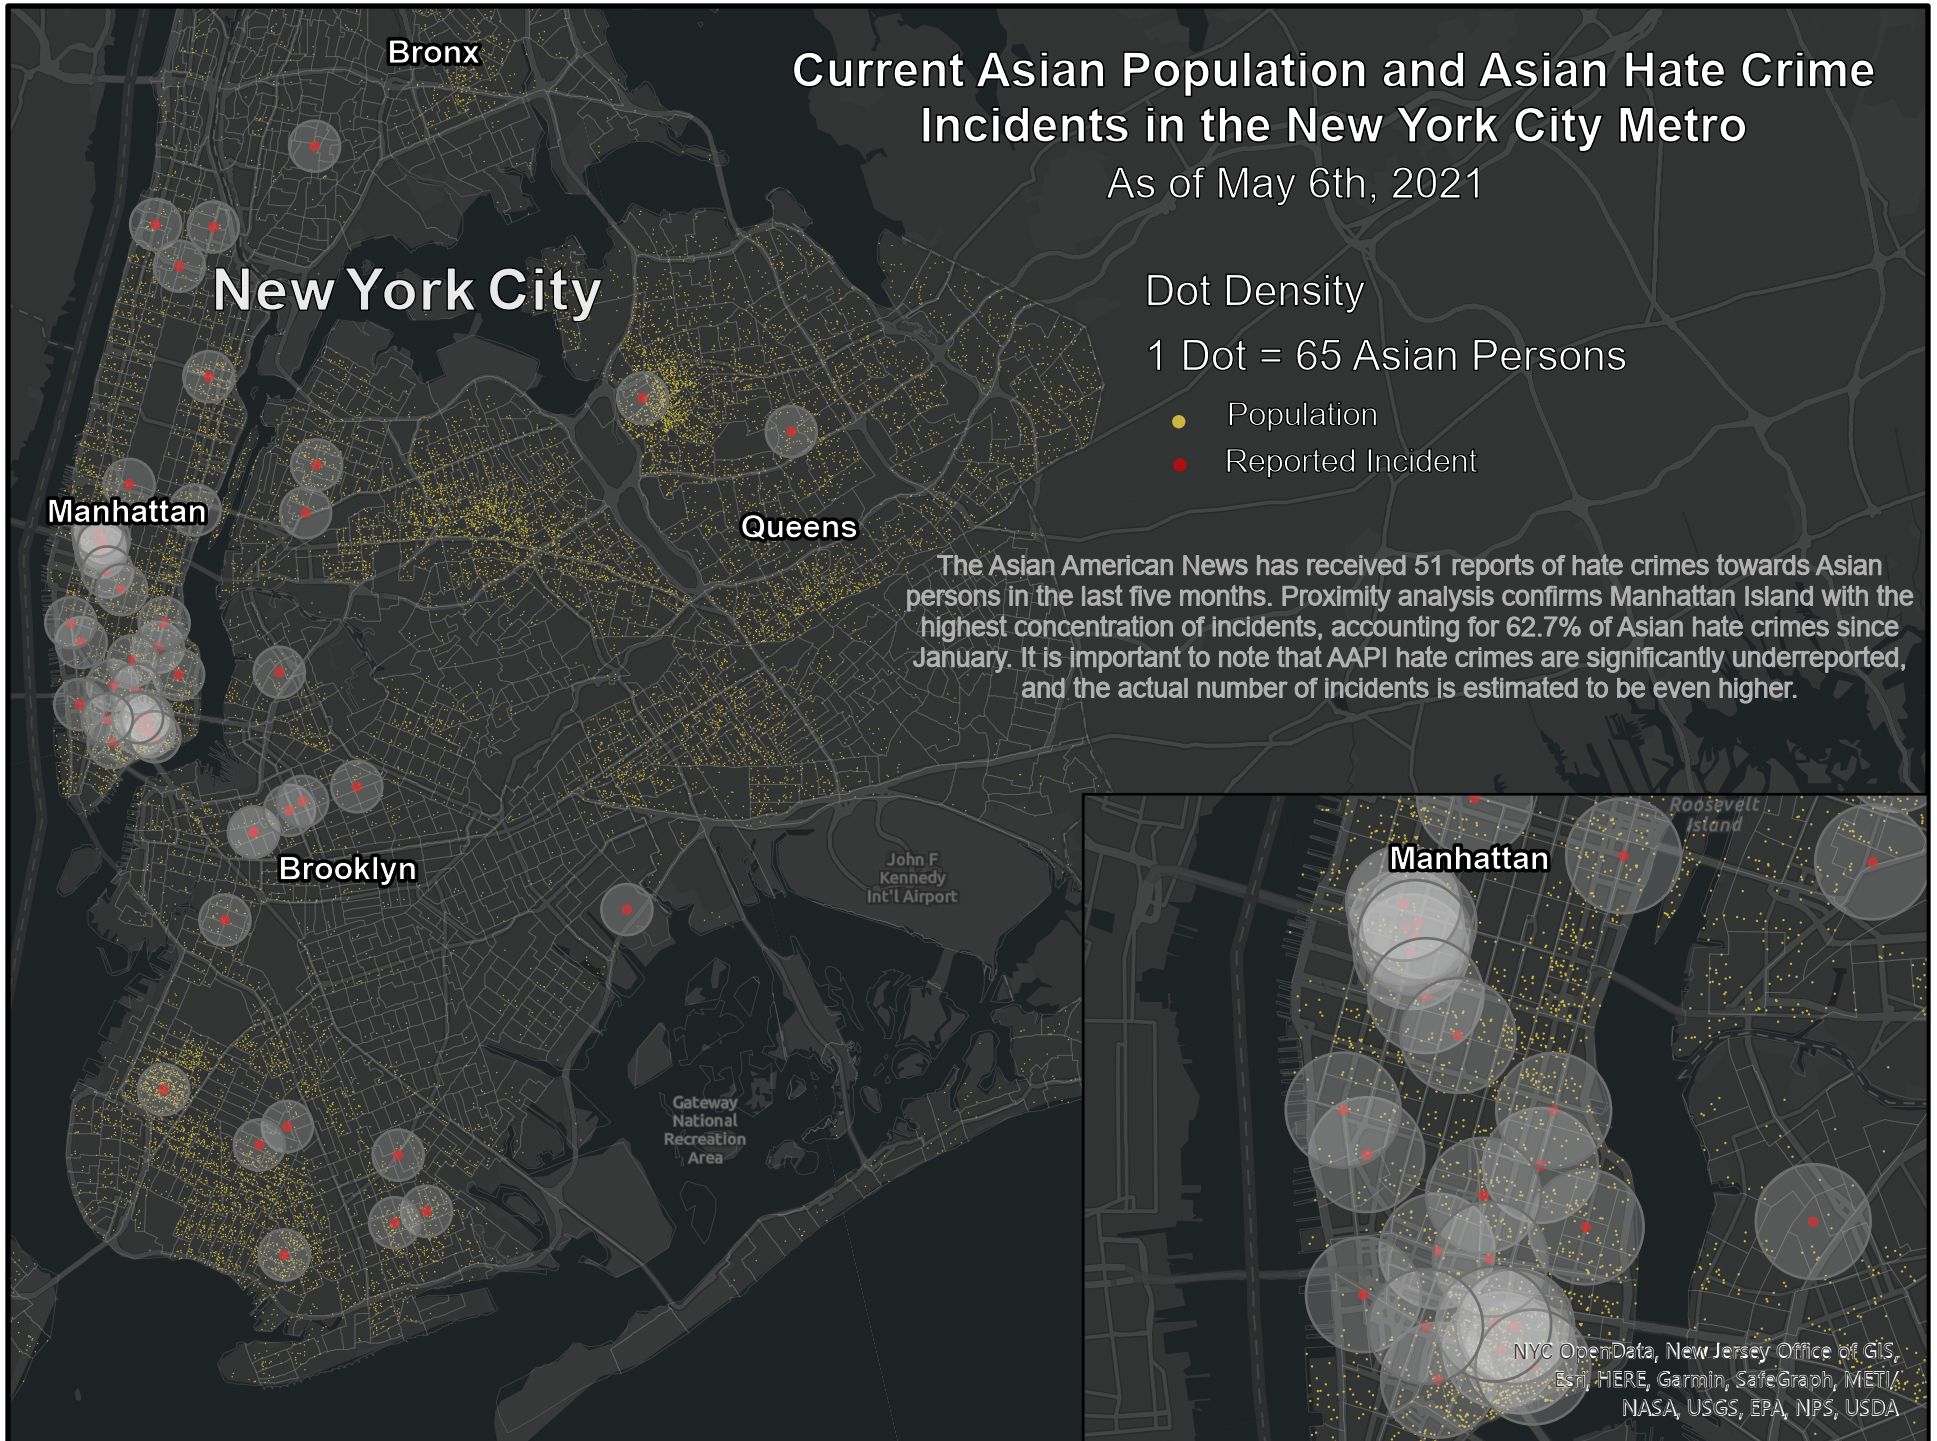 Bronx
Current Asian Population and Asian Hate Crime
Incidents in the New York City Metro
As of May 6th, 2021
New York City
Dot Density
1 Dot = 65 Asian Persons
Population
Reported Incident
Manhattan
Queens
The Asian American News has received 51 reports of hate crimes towards Asian
persons in the last five months. Proximity analysis confirms Manhattan Island with the
highest concentration of incidents, accounting for 62.7% of Asian hate crimes since
January. It is important to note that AAPI hate crimes are significantly underreported,
and the actual number of incidents is estimated to be even higher.
Brooklyn
John F
Kennedy
Int'l Airport
Gateway
National
Recreation
Area
Roosevelt
Island
Manhattan
NYC OpenData, New Jersey Office of GIS,
Esri, HERE, Garmin, SafeGraph, METI/
NASA, USGS, EPA, NPS, USDA